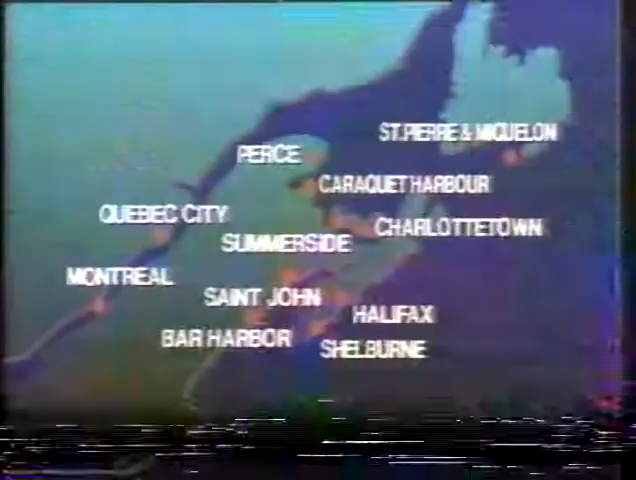 ST. PIERRE & MIQUELON
PERCE
CARAQUET HARBOUR
QUEBEC CITY
CHARLOTTETOWN
SUMMERSIDE
MONTREAL
SAINT JOHN
HALIFAX
BAR HARBOR
SHELBURNE